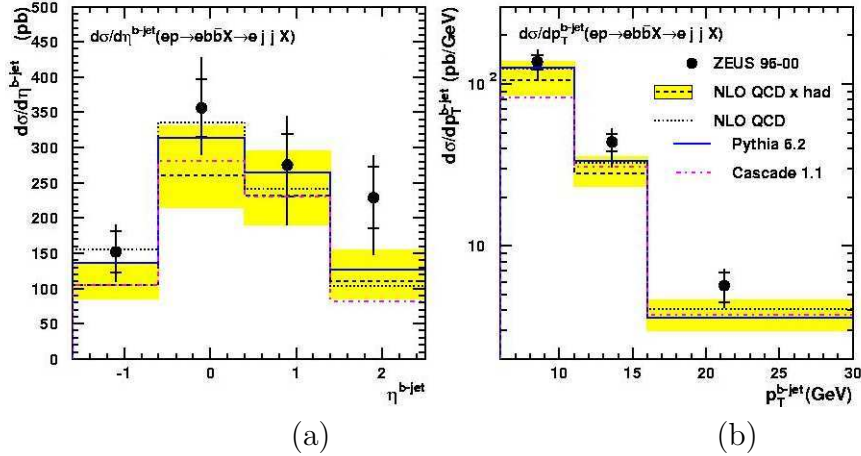 dσ/dη^b-jet (pb)
500
450
400
350
300
250
200
150
100
50
0
dσ/dη^b-jet(ep→eb b̄X→e j j X)
-1
0
1
2
η^b-jet
(a)
dσ/dp_T^b-jet (pb/GeV)
10^2
10
dσ/dp_T^b-jet(ep→eb b̄X→e j j X)
ZEUS 96-00
NLO QCD x had
NLO QCD
Pythia 6.2
Cascade 1.1
10
15
20
25
30
p_T^b-jet(GeV)
(b)